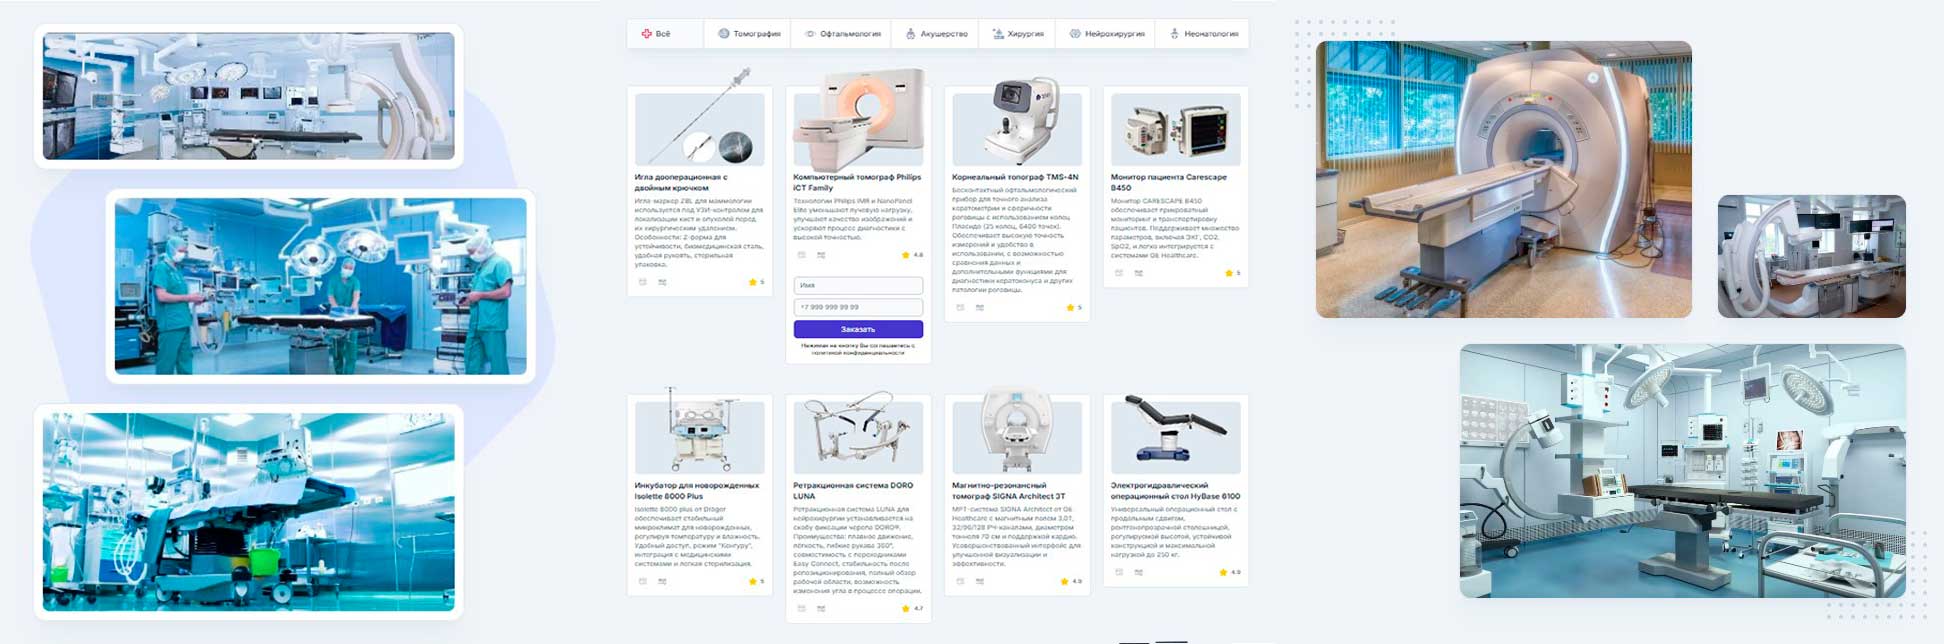 Всё
Томография
Офтальмология
Акушерство
Хирургия
Нейрохирургия
Неонатология
Игла дооперационная с
двойным крючком
Игла-маркер ZBL для маммологии
используется под УЗИ-контролем для
локализации кист и опухолей перед
их хирургическим удалением.
Особенности: Z-форма для
устойчивости, биомедицинская сталь,
удобная рукоять, стерильная
упаковка.
5
Компьютерный томограф Philips
iCT Family
Технологии Philips IMR и NanoPanel
Elite уменьшают лучевую нагрузку,
улучшают качество изображений и
ускоряют процесс диагностики с
высокой точностью.
4.8
Имя
+7 999 999 99 99
Заказать
Нажимая на кнопку Вы соглашаетесь с
политикой конфиденциальности
Корнеальный топограф TMS-4N
Бесконтактный офтальмологический
прибор для точного анализа
кератометрии и сферичности
роговицы с использованием колец
Пласидо (25 колец, 6400 точек).
Обеспечивает высокую точность
измерений и удобство в
использовании, с возможностью
сравнения данных и
дополнительными функциями для
диагностики кератоконуса и других
патологии роговицы.
5
Монитор пациента Carescape
B450
Монитор CARESCAPE B450
обеспечивает прикроватный
мониторинг и транспортировку
пациентов. Поддерживает множество
параметров, включая ЭКГ, CO2,
SpO2, и легко интегрируется с
системами GE Healthcare.
5
Инкубатор для новорожденных
Isolette 8000 Plus
Isolette 8000 plus от Dräger
обеспечивает стабильный
микроклимат для новорожденных,
регулируя температуру и влажность.
Удобный доступ, режим "Кенгуру",
интеграция с медицинскими
системами и легкая стерилизация.
5
Ретракционная система DORO
LUNA
Ретракционная система LUNA для
нейрохирургии устанавливается на
скобу фиксации черепа DORO®.
Преимущества: плавное движение,
лёгкость, гибкие рукава 360°,
совместимость с переходниками
Easy Connect, стабильность после
репозиционирования, полный обзор
рабочей области, возможность
изменения угла в процессе операции.
4.7
Магнитно-резонансный
томограф SIGNA Architect 3T
МРТ-система SIGNA Architect от GE
Healthcare с магнитным полем 3,0T,
32/96/128 РЧ-каналами, диаметром
тоннеля 70 см и поддержкой кардио.
Усовершенствованный интерфейс для
улучшенной визуализации и
эффективности.
4.9
Электрогидравлический
операционный стол HyBase 6100
Универсальный операционный стол с
продольным сдвигом,
рентгенопрозрачной столешницей,
регулируемой высотой, устойчивой
конструкцией и максимальной
нагрузкой до 250 кг.
4.9